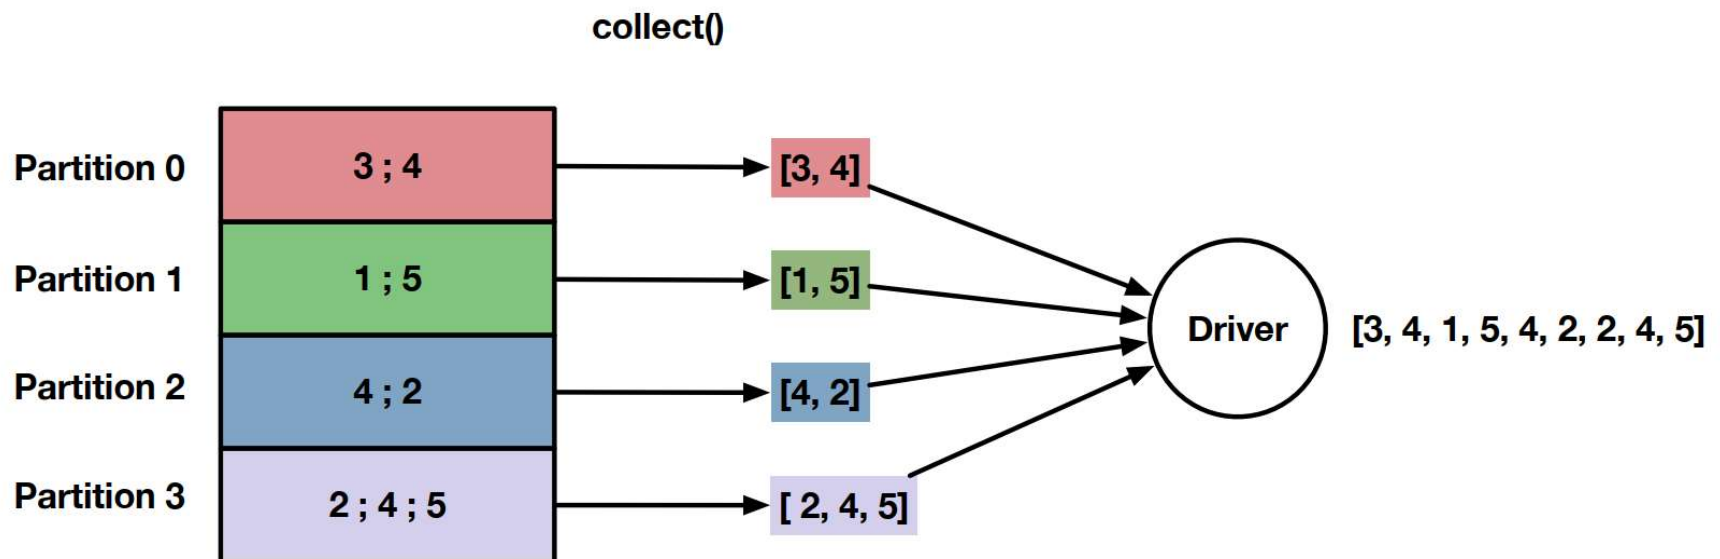 collect()
Partition 0
3 ; 4
[3, 4]
Partition 1
1 ; 5
[1, 5]
Driver
[3, 4, 1, 5, 4, 2, 2, 4, 5]
Partition 2
4 ; 2
[4, 2]
Partition 3
2 ; 4 ; 5
[ 2, 4, 5]